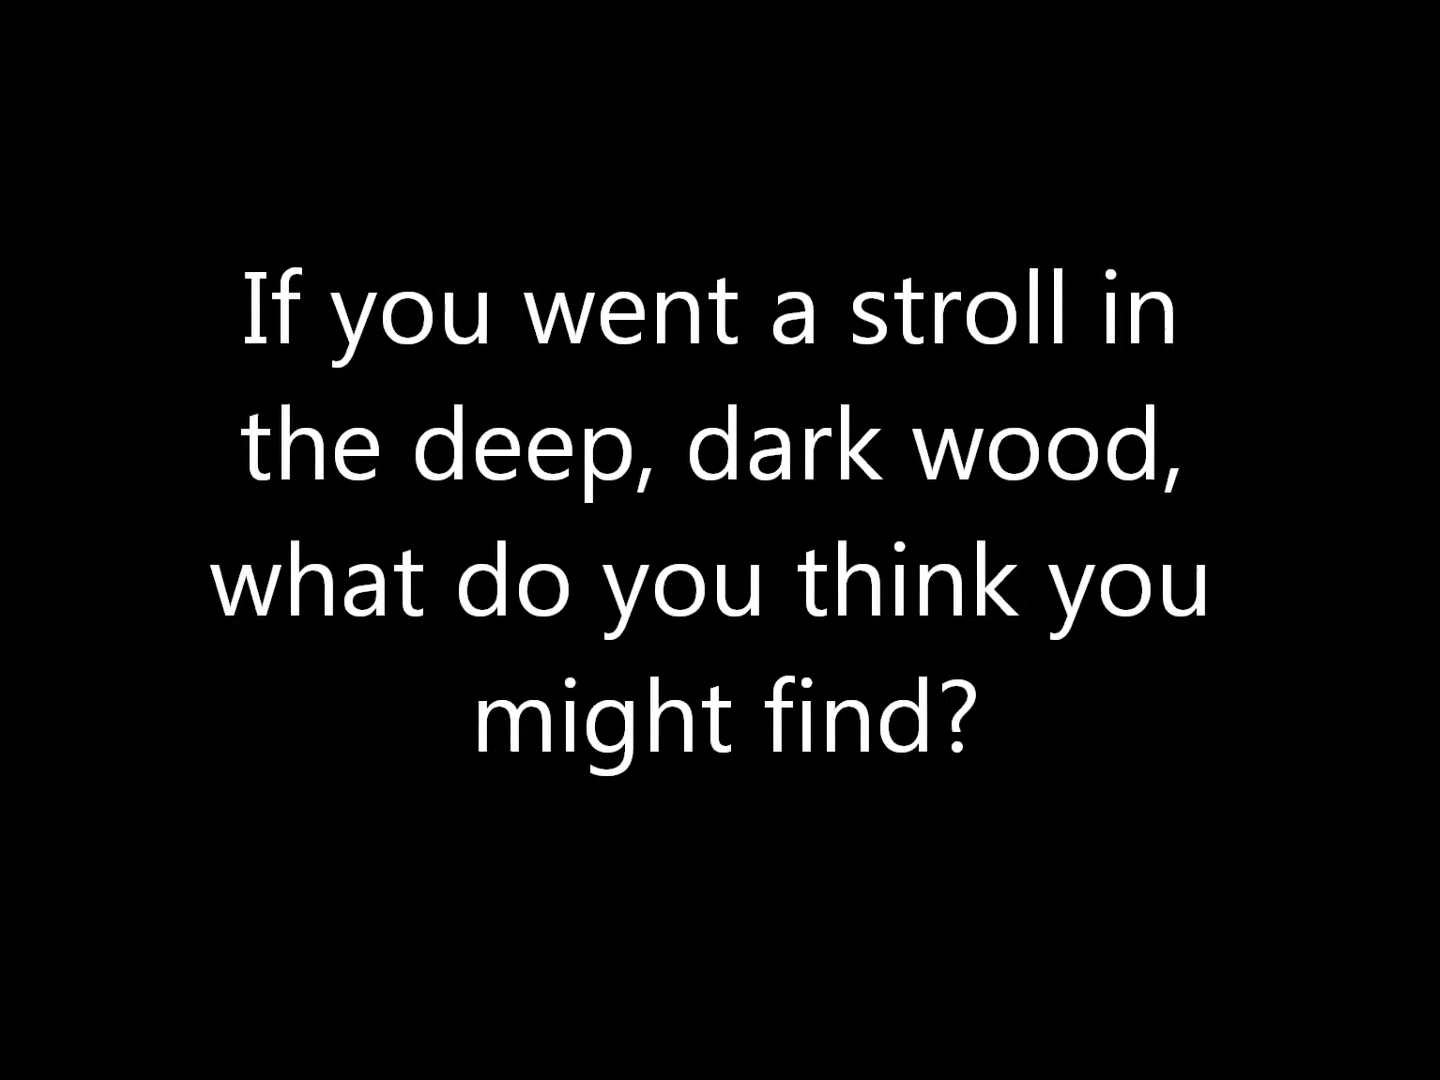 If you went a stroll in
the deep, dark wood,
what do you think you
might find?